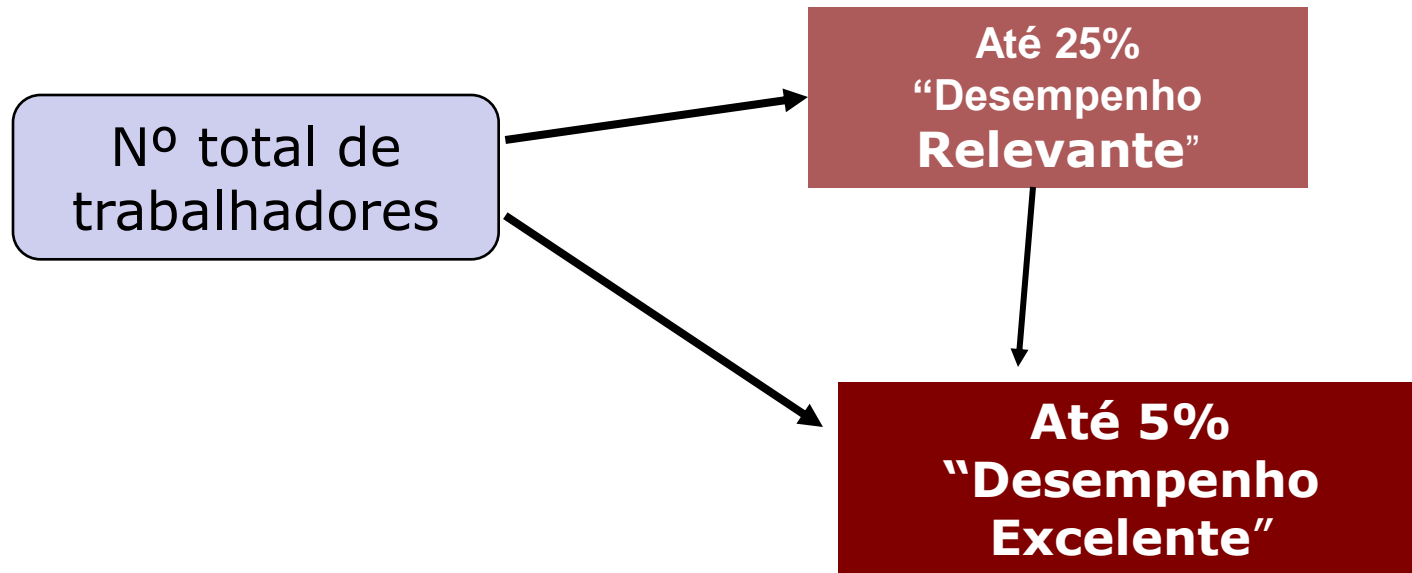 Nº total de
trabalhadores
Até 25%
“Desempenho
Relevante”
Até 5%
“Desempenho
Excelente”